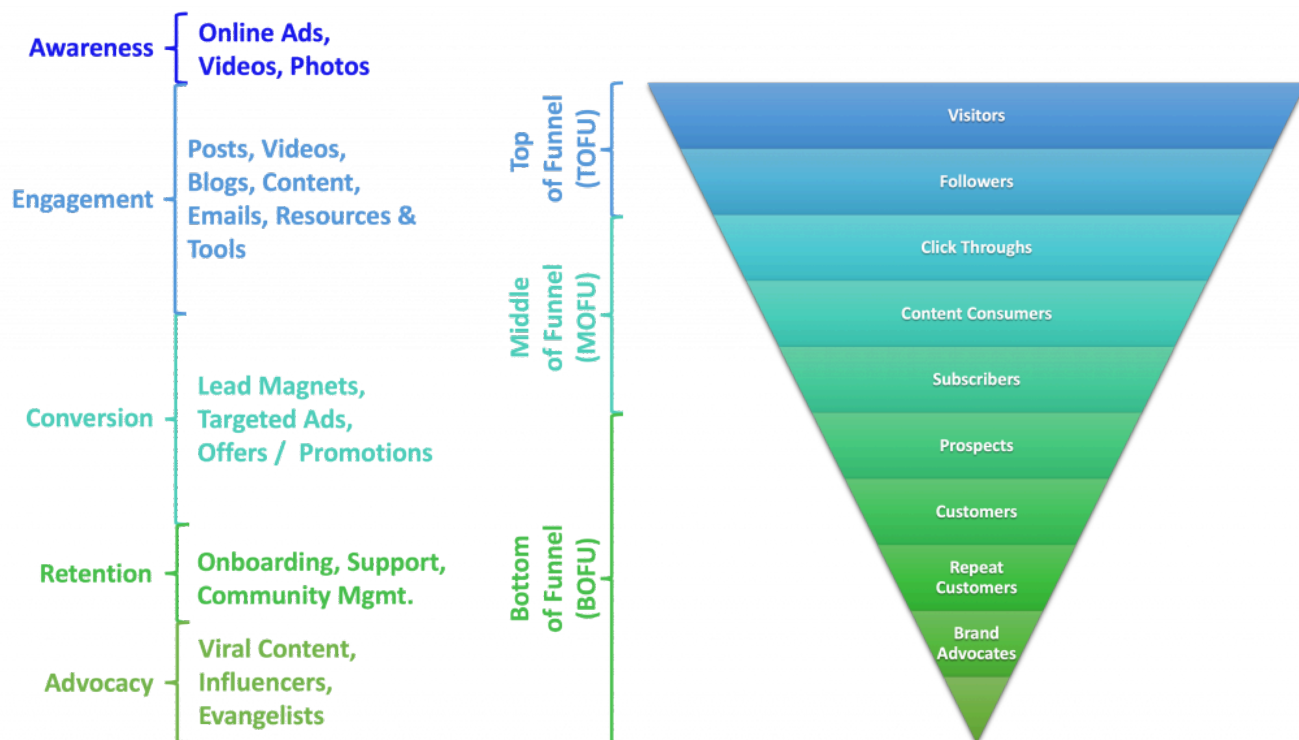 Awareness
Online Ads,
Videos, Photos
Engagement
Posts, Videos,
Blogs, Content,
Emails, Resources &
Tools
Conversion
Lead Magnets,
Targeted Ads,
Offers / Promotions
Retention
Onboarding, Support,
Community Mgmt.
Advocacy
Viral Content,
Influencers,
Evangelists
Top
of Funnel
(TOFU)
Middle
of Funnel
(MOFU)
Bottom
of Funnel
(BOFU)
Visitors
Followers
Click Throughs
Content Consumers
Subscribers
Prospects
Customers
Repeat
Customers
Brand
Advocates